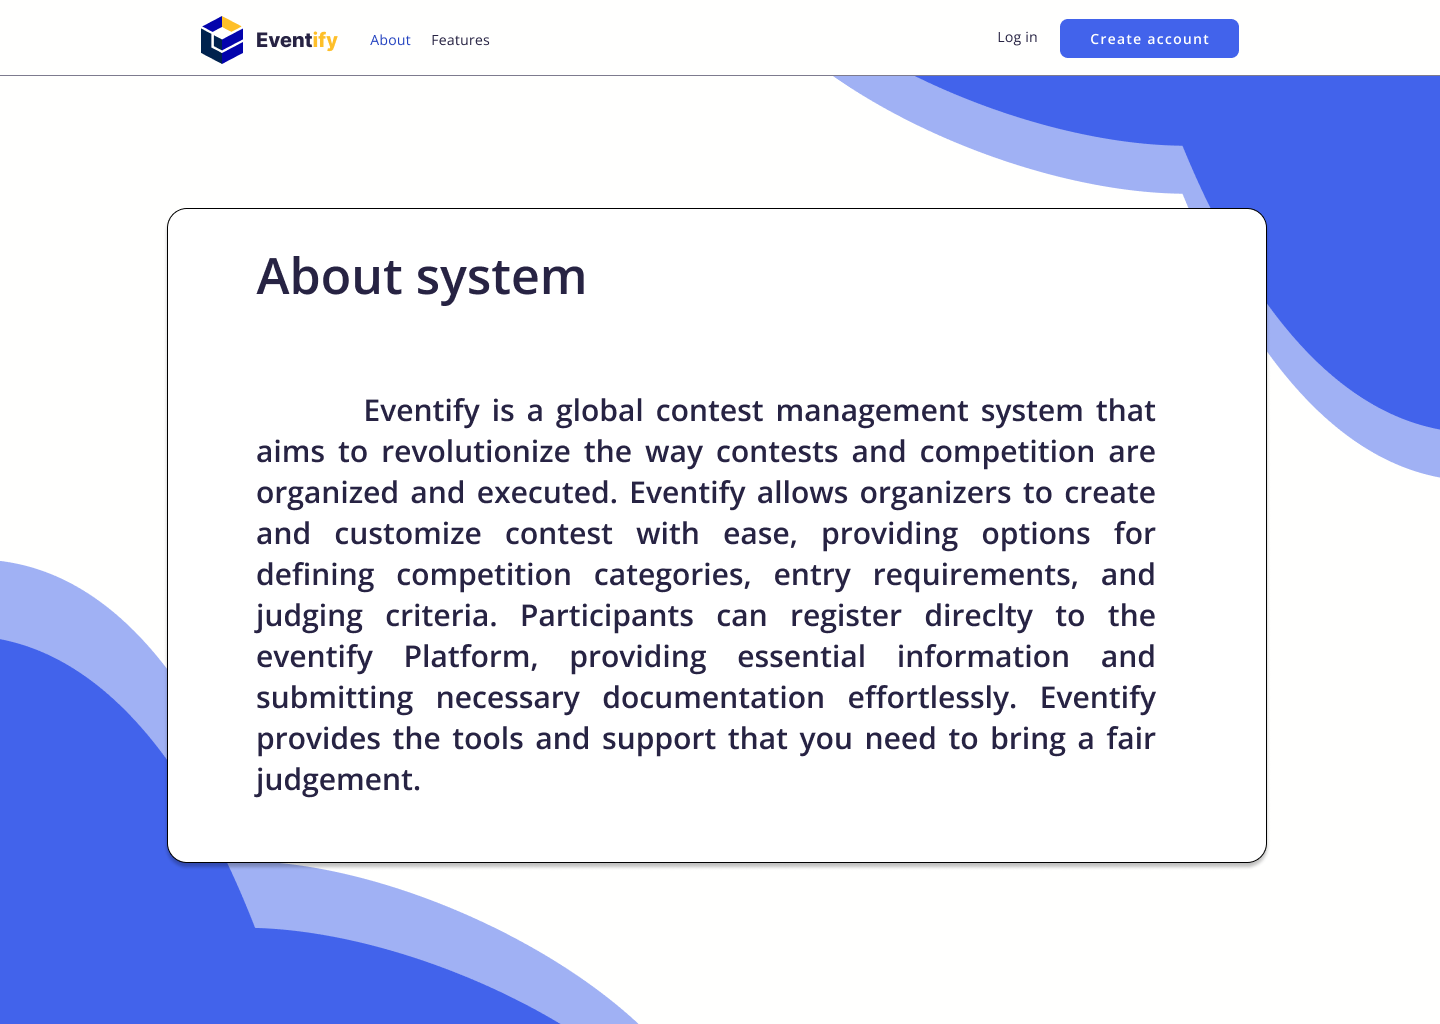 Eventify
About
Features
Log in
Create account
About system
Eventify is a global contest management system that
aims to revolutionize the way contests and competition are
organized and executed. Eventify allows organizers to create
and customize contest with ease, providing options for
defining competition categories, entry requirements, and
judging criteria. Participants can register direclty to the
eventify Platform, providing essential information and
submitting necessary documentation effortlessly. Eventify
provides the tools and support that you need to bring a fair
judgement.